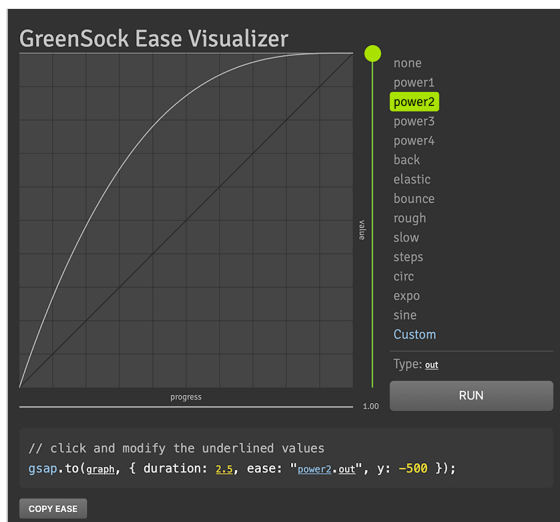 GreenSock Ease Visualizer
none
power1
power2
power3
power4
back
elastic
bounce
rough
slow
steps
circ
expo
sine
Custom
value
Type: out
progress
1.00
RUN
// click and modify the underlined values
gsap.to(graph, { duration: 2.5, ease: "power2.out", y: -500 });
COPY EASE